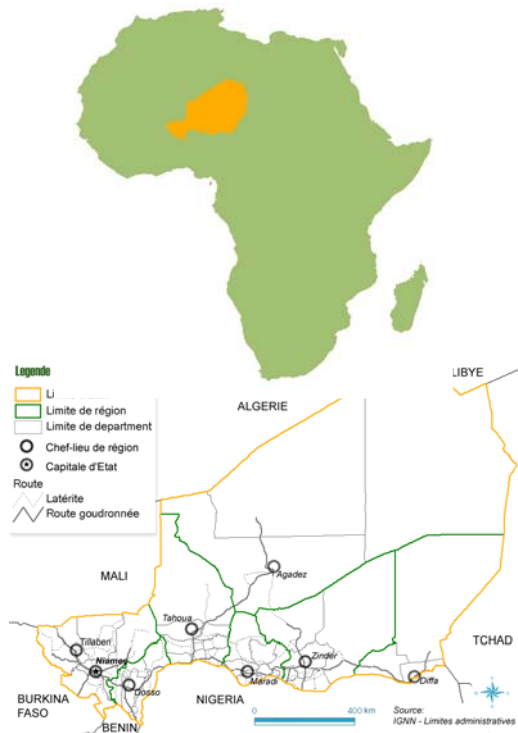 Legende
Li
Limite de région
Limite de department
Chef-lieu de région
Capitale d'Etat
Route
Latérite
Route goudronnée
LIBYE
ALGERIE
MALI
Agadez
Tahoua
TCHAD
Tillaberi
Niamey
Zinder
Dosso
Maradi
Diffa
BURKINA
FASO
NIGERIA
BENIN
0
400 km
Source:
IGNN - Limites administratives